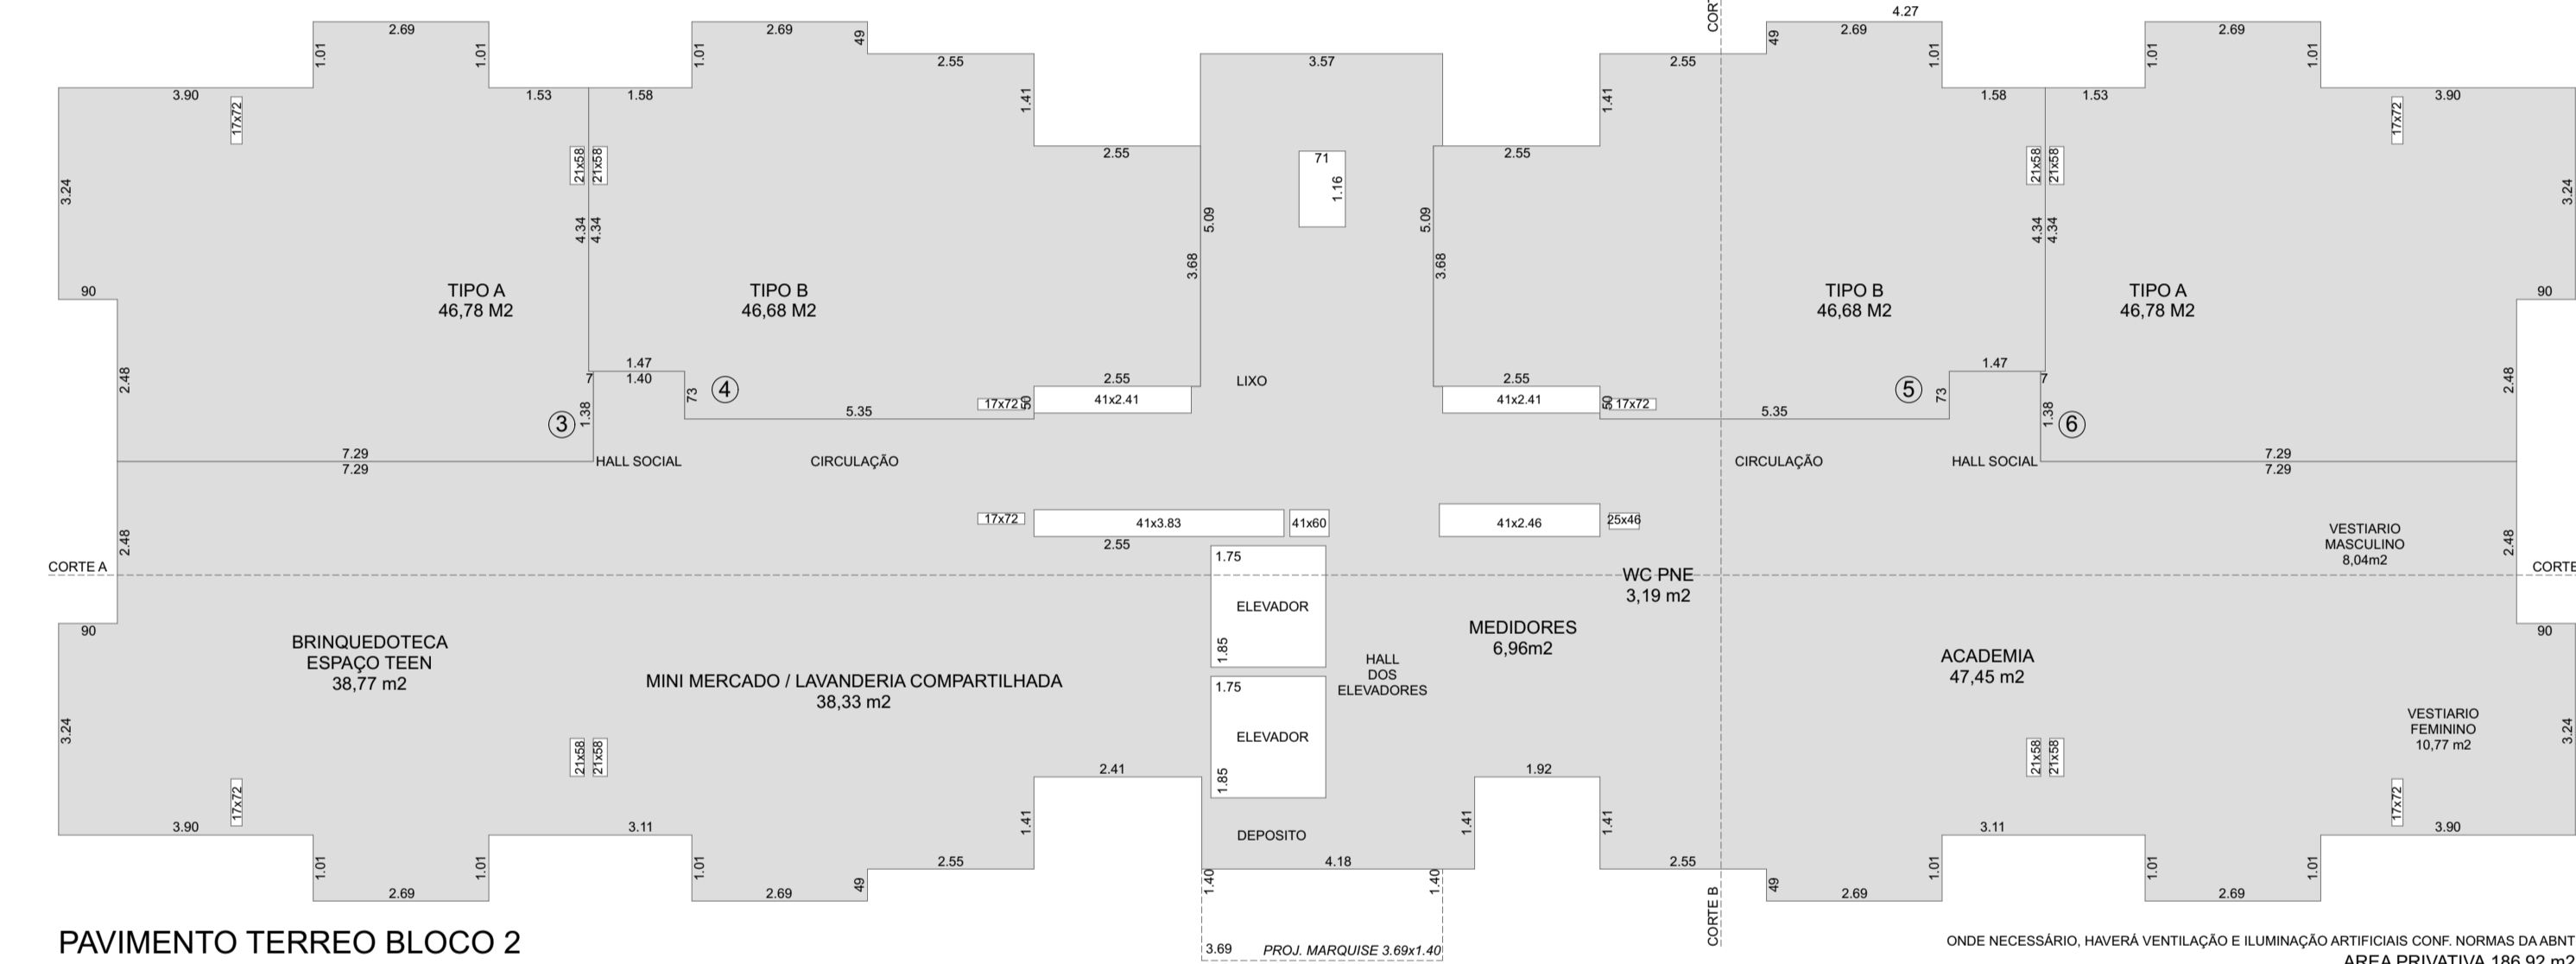 COR
4.27
2.69
2.69
2.69
2.69
1.01
1.01
1.01
49
49
1.01
1.01
1.01
2.55
3.57
2.55
3.90
1.53
1.58
1.41
1.41
1.58
1.53
3.90
17x72
17x72
2.55
2.55
21x58
21x58
71
1.16
21x58
21x58
3.24
3.24
4.34
4.34
5.09
5.09
4.34
4.34
3.68
3.68
90
TIPO A
46,78 M2
TIPO B
46,68 M2
TIPO B
46,68 M2
TIPO A
46,78 M2
90
2.48
1.47
7
1.40
73
4
2.55
41x2.41
LIXO
2.55
41x2.41
5
73
1.47
7
2.48
3
1.38
5.35
17x72
50
50
17x72
5.35
1.38
6
7.29
7.29
HALL SOCIAL
CIRCULAÇÃO
CIRCULAÇÃO
HALL SOCIAL
7.29
7.29
17x72
41x3.83
41x60
41x2.46
25x46
2.55
2.48
VESTIARIO
MASCULINO
8,04m2
2.48
CORTE A
CORTE
1.75
ELEVADOR
1.85
WC PNE
3,19 m2
90
90
BRINQUEDOTECA
ESPAÇO TEEN
38,77 m2
MINI MERCADO / LAVANDERIA COMPARTILHADA
38,33 m2
MEDIDORES
6,96m2
HALL
DOS
ELEVADORES
ACADEMIA
47,45 m2
1.75
ELEVADOR
1.85
VESTIARIO
FEMININO
10,77 m2
3.24
3.24
21x58
21x58
21x58
21x58
2.41
1.92
17x72
17x72
3.90
3.11
1.41
DEPOSITO
1.41
1.41
3.11
3.90
2.55
4.18
2.55
1.01
1.01
1.01
49
1.40
1.40
49
1.01
1.01
1.01
2.69
2.69
2.69
2.69
CORTE B
PAVIMENTO TERREO BLOCO 2
3.69
PROJ. MARQUISE 3.69x1.40
ONDE NECESSÁRIO, HAVERÁ VENTILAÇÃO E ILUMINAÇÃO ARTIFICIAIS CONF. NORMAS DA ABNT
AREA PRIVATIVA 186,92 m2